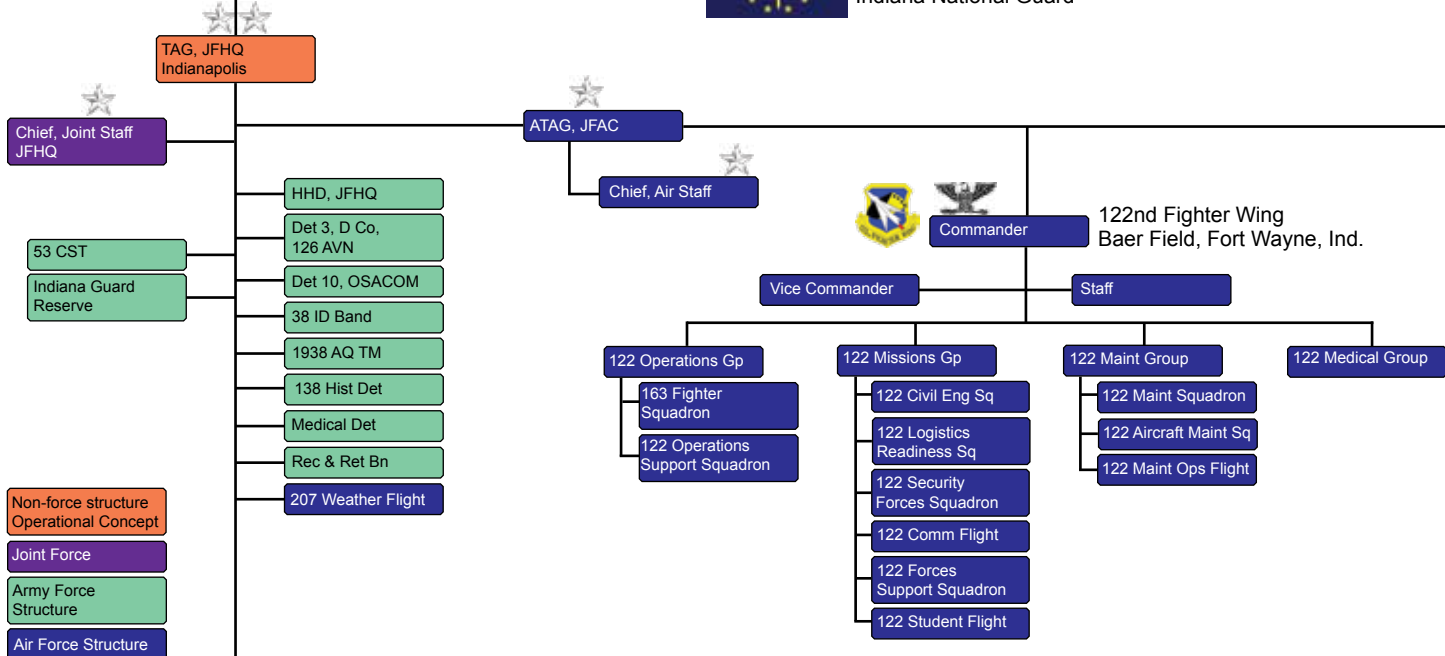 Indiana National Guard
TAG, JFHQ
Indianapolis
Chief, Joint Staff
JFHQ
ATAG, JFAC
Chief, Air Staff
HHD, JFHQ
Det 3, D Co,
126 AVN
53 CST
Det 10, OSACOM
Indiana Guard
Reserve
38 ID Band
1938 AQ TM
138 Hist Det
Medical Det
Rec & Ret Bn
207 Weather Flight
Commander
122nd Fighter Wing
Baer Field, Fort Wayne, Ind.
Vice Commander
Staff
122 Operations Gp
163 Fighter
Squadron
122 Operations
Support Squadron
122 Missions Gp
122 Civil Eng Sq
122 Logistics
Readiness Sq
122 Security
Forces Squadron
122 Comm Flight
122 Forces
Support Squadron
122 Student Flight
122 Maint Group
122 Maint Squadron
122 Aircraft Maint Sq
122 Maint Ops Flight
122 Medical Group
Non-force structure
Operational Concept
Joint Force
Army Force
Structure
Air Force Structure